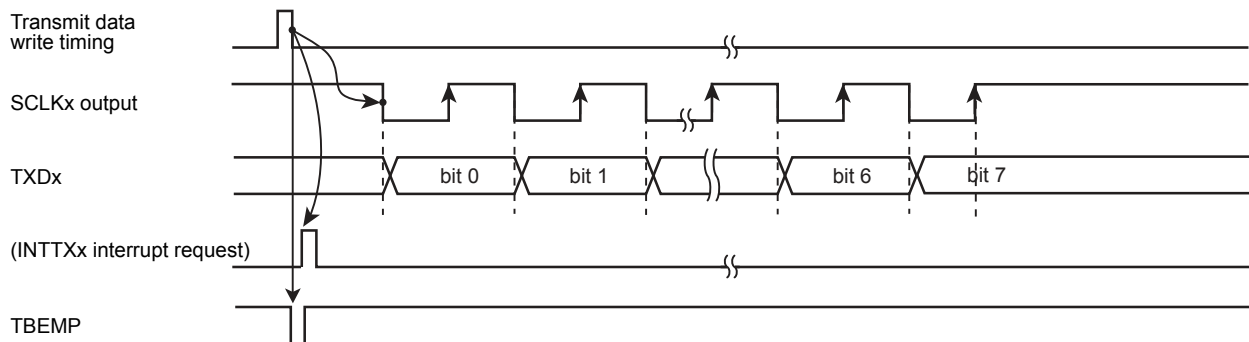 Transmit data
write timing
SCLKx output
TXDx
bit 0
bit 1
bit 6
bit 7
(INTTXx interrupt request)
TBEMP